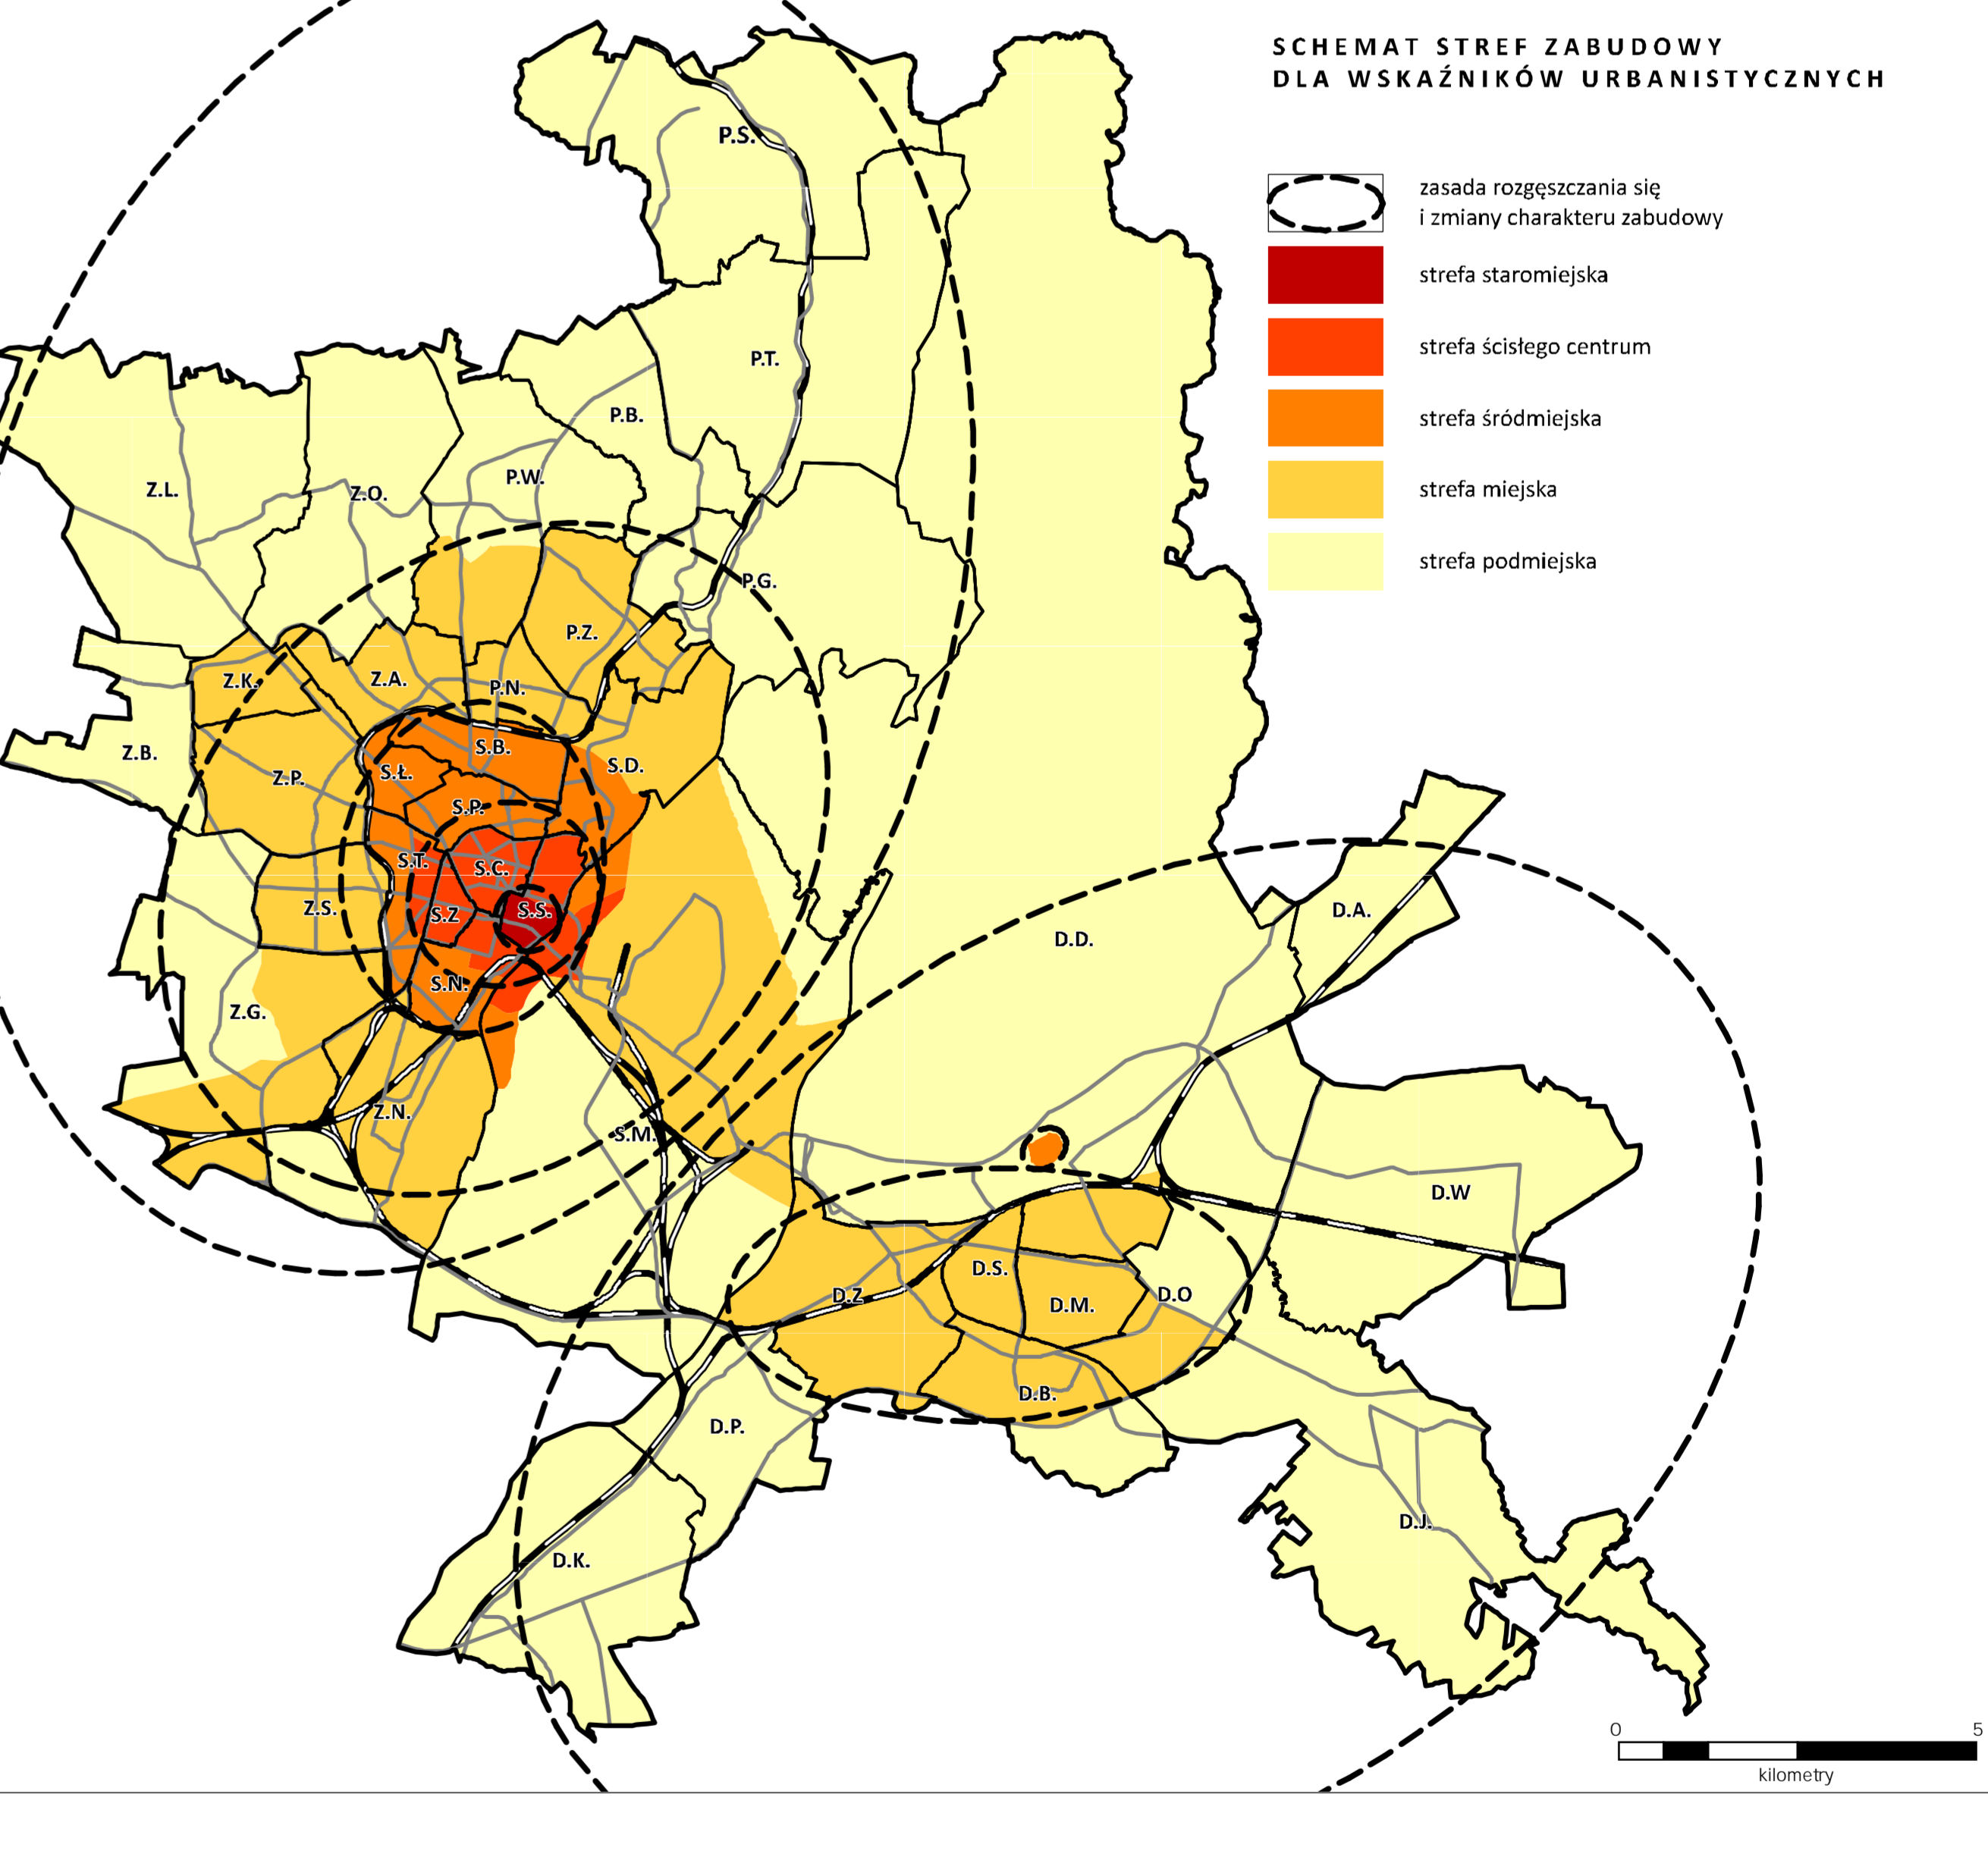 SCHEMAT STREF ZABUDOWY
DLA WSKAŹNIKÓW URBANISTYCZNYCH
zasada rozgęszczania się
i zmiany charakteru zabudowy
strefa staromiejska
strefa ścisłego centrum
strefa śródmiejska
strefa miejska
strefa podmiejska
P.S.
P.T.
P.B.
P.W.
Z.L.
Z.O.
P.G.
P.Z.
Z.K.
Z.A.
P.N.
Z.B.
Z.P.
S.Ł.
S.B.
S.D.
S.P.
S.T.
S.C.
Z.S.
S.Z
S.S.
D.A.
D.D.
S.N.
Z.G.
Z.N.
S.M.
D.W
D.S.
D.Z
D.M.
D.O
D.B.
D.P.
D.J.
D.K.
0 5
kilometry